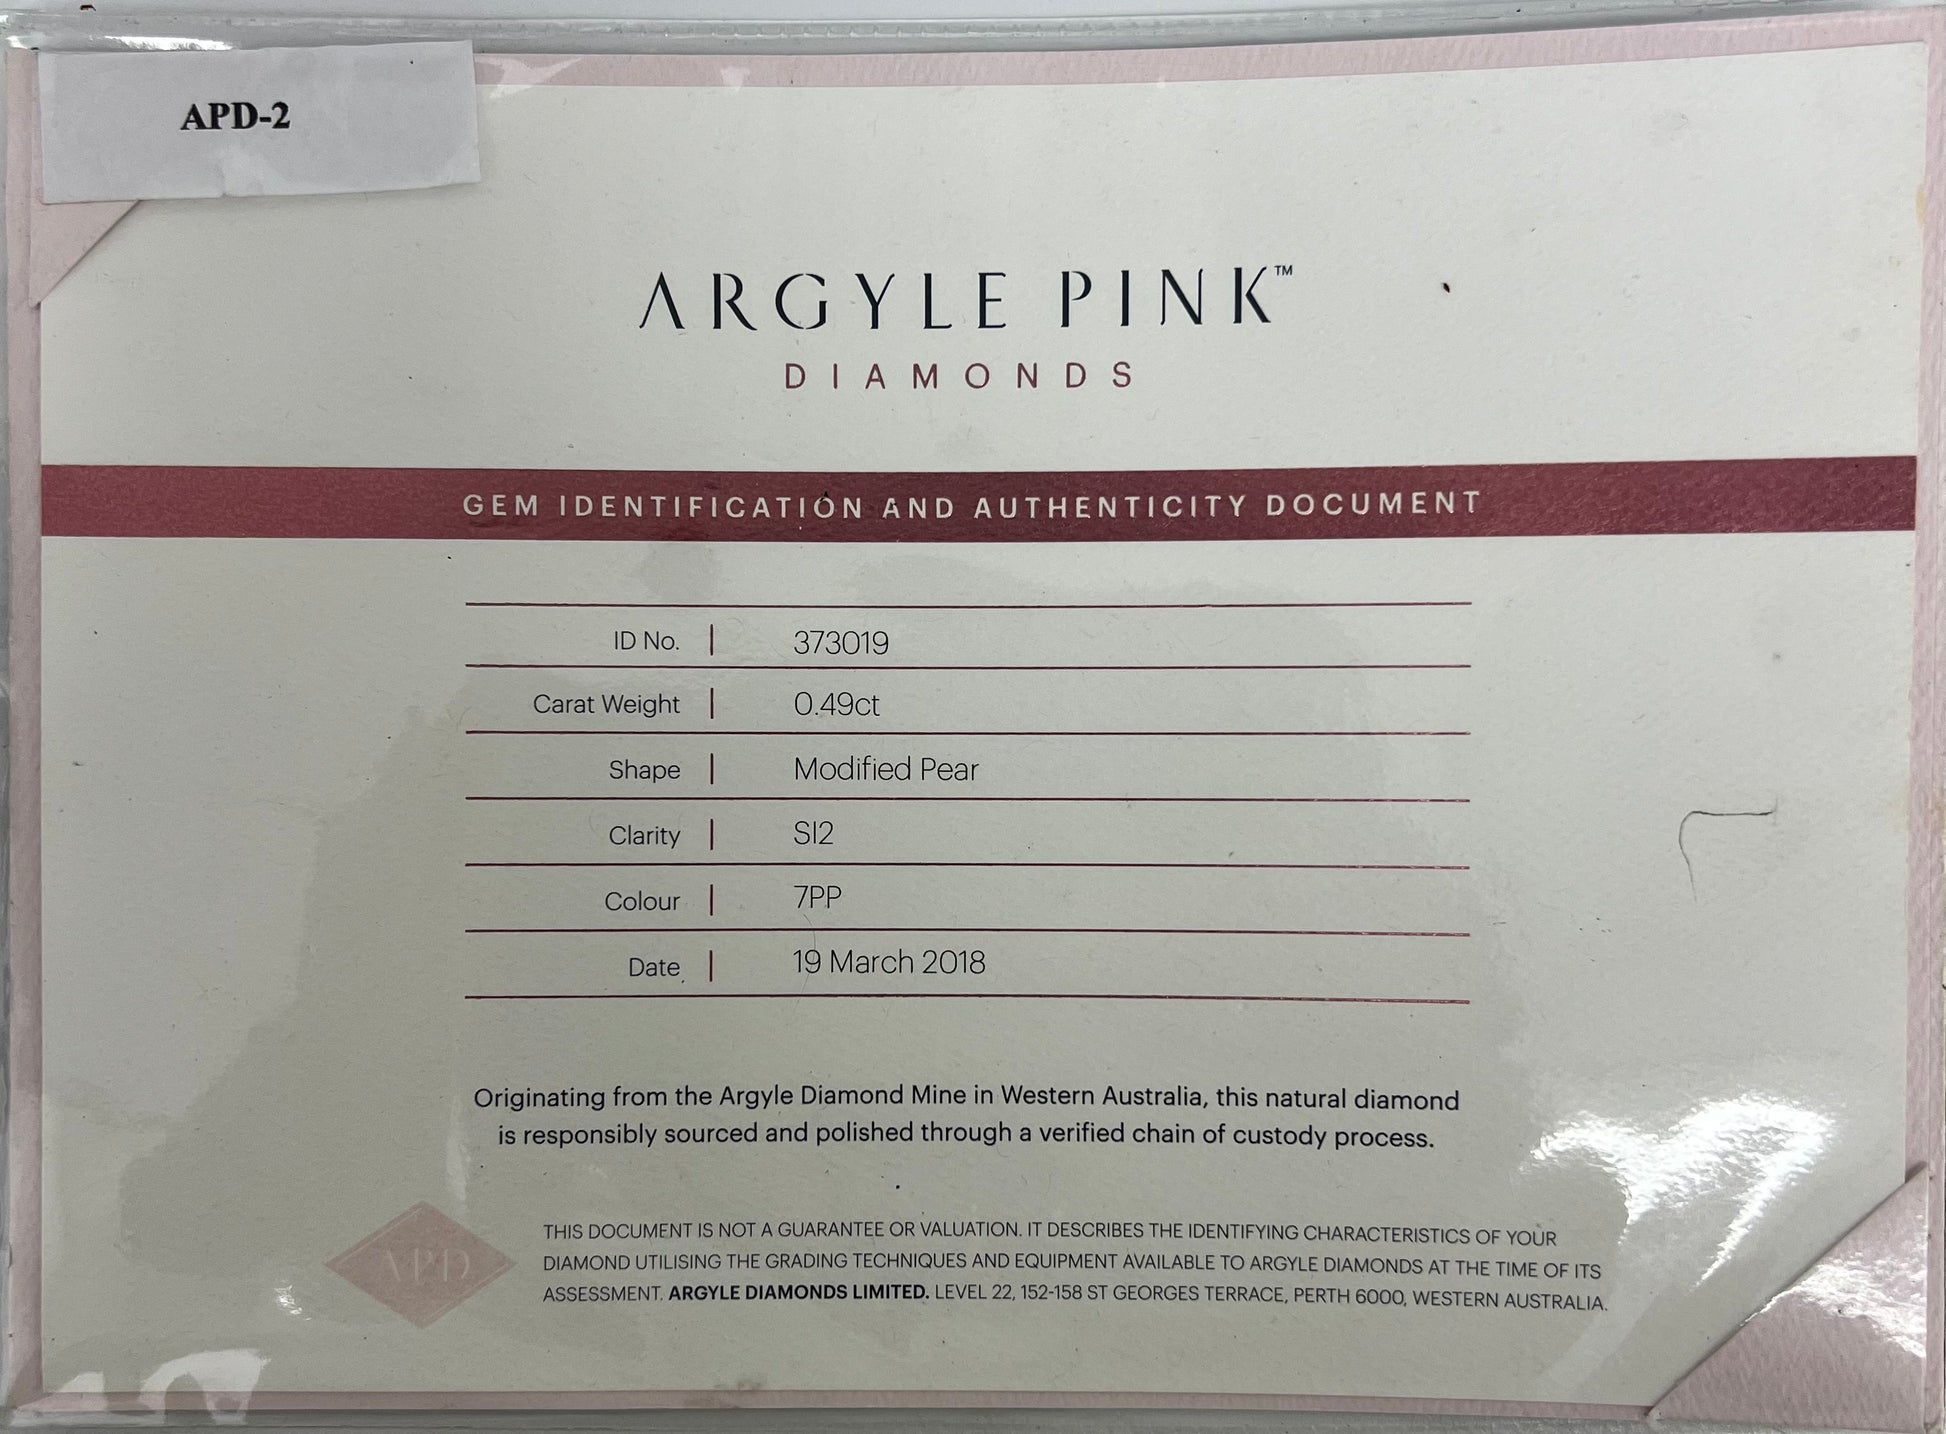 APD-2
ARGYLE PINK™
DIAMONDS
GEM IDENTIFICATION AND AUTHENTICITY DOCUMENT
ID No. | 373019
Carat Weight | 0.49ct
Shape | Modified Pear
Clarity | SI2
Colour | 7PP
Date | 19 March 2018
Originating from the Argyle Diamond Mine in Western Australia, this natural diamond
is responsibly sourced and polished through a verified chain of custody process.
APD
THIS DOCUMENT IS NOT A GUARANTEE OR VALUATION. IT DESCRIBES THE IDENTIFYING CHARACTERISTICS OF YOUR
DIAMOND UTILISING THE GRADING TECHNIQUES AND EQUIPMENT AVAILABLE TO ARGYLE DIAMONDS AT THE TIME OF ITS
ASSESSMENT. ARGYLE DIAMONDS LIMITED. LEVEL 22, 152-158 ST GEORGES TERRACE, PERTH 6000, WESTERN AUSTRALIA.